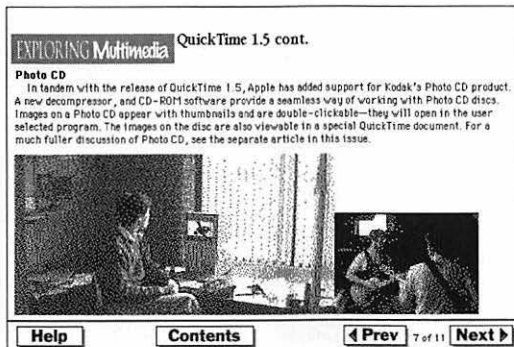 EXPLORING Multimedia QuickTime 1.5 cont.
Photo CD
In tandem with the release of QuickTime 1.5, Apple has added support for Kodak's Photo CD product.
A new decompressor, and CD-ROM software provide a seamless way of working with Photo CD discs.
Images on a Photo CD appear with thumbnails and are double-clickable—they will open in the user
selected program. The images on the disc are also viewable in a special QuickTime document. For a
much fuller discussion of Photo CD, see the separate article in this issue.
Help Contents Prev 7 of 11 Next